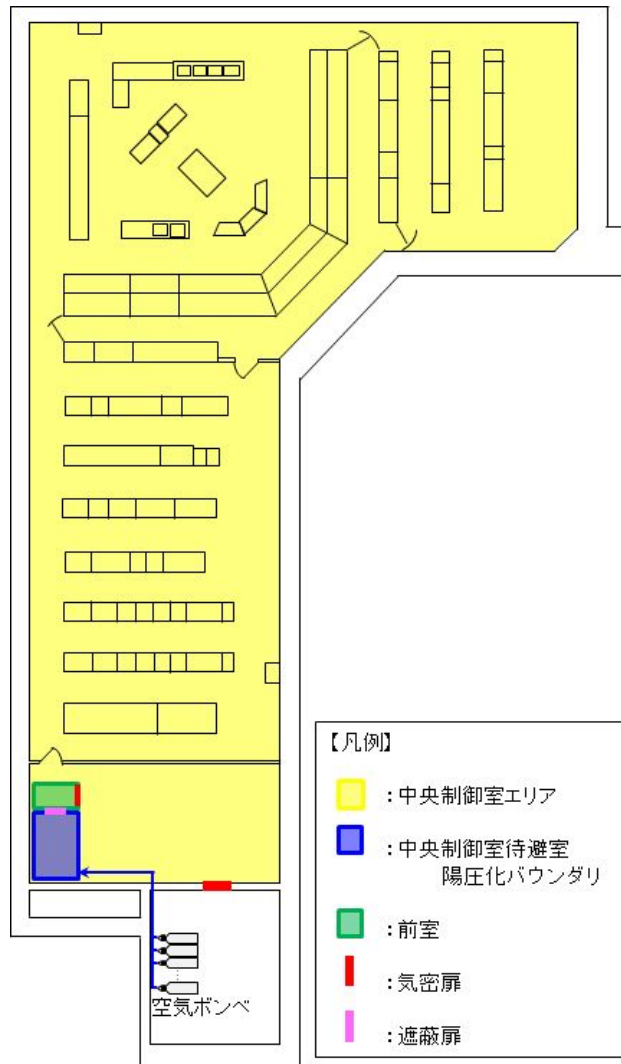 【凡例】
：中央制御室エリア
：中央制御室待避室
陽圧化バウンダリ
：前室
：気密扉
：遮蔽扉
空気ボンベ